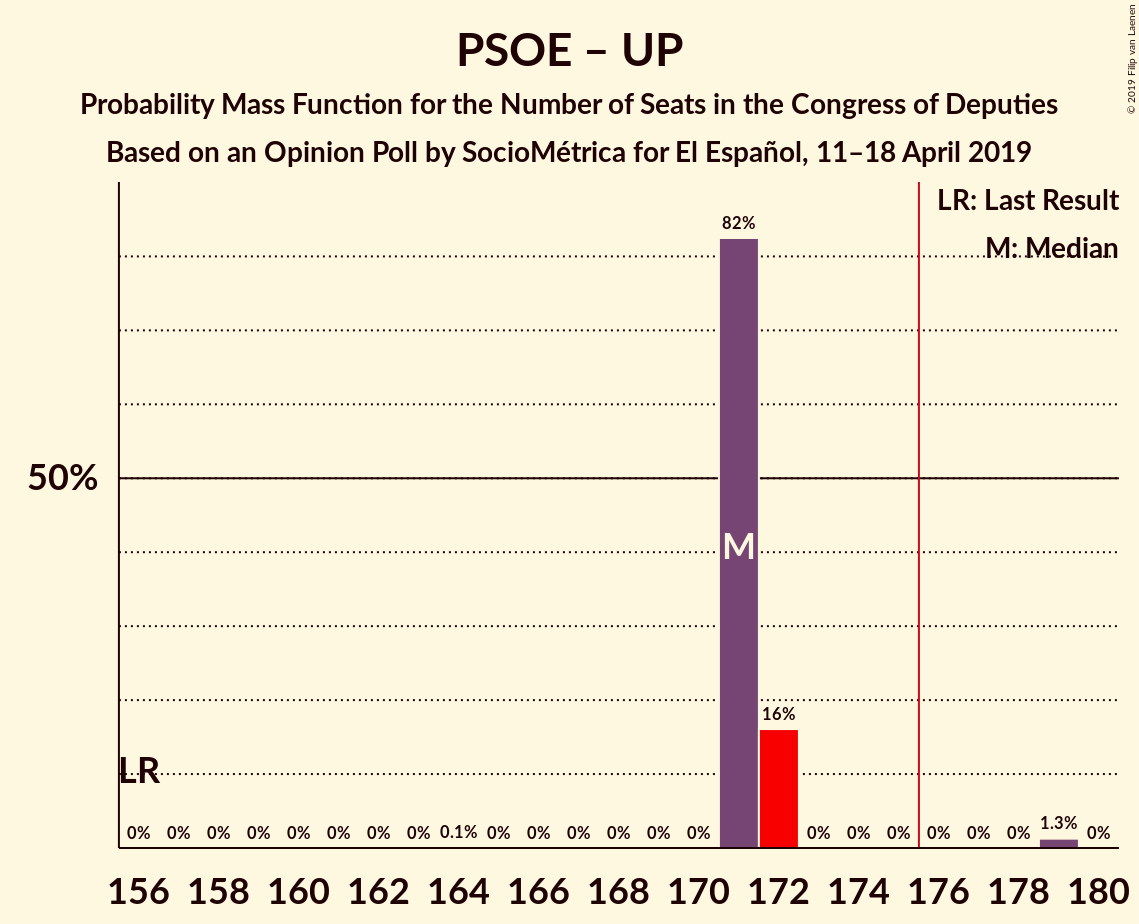 PSOE – UP
Probability Mass Function for the Number of Seats in the Congress of Deputies
Based on an Opinion Poll by SocioMétrica for El Español, 11–18 April 2019
© 2019 Filip van Laenen
LR: Last Result
M: Median
82%
50%
M
16%
LR
0% 0% 0% 0% 0% 0% 0% 0% 0.1% 0% 0% 0% 0% 0% 0% 0% 0% 0% 0% 0% 0% 1.3% 0%
156 158 160 162 164 166 168 170 172 174 176 178 180